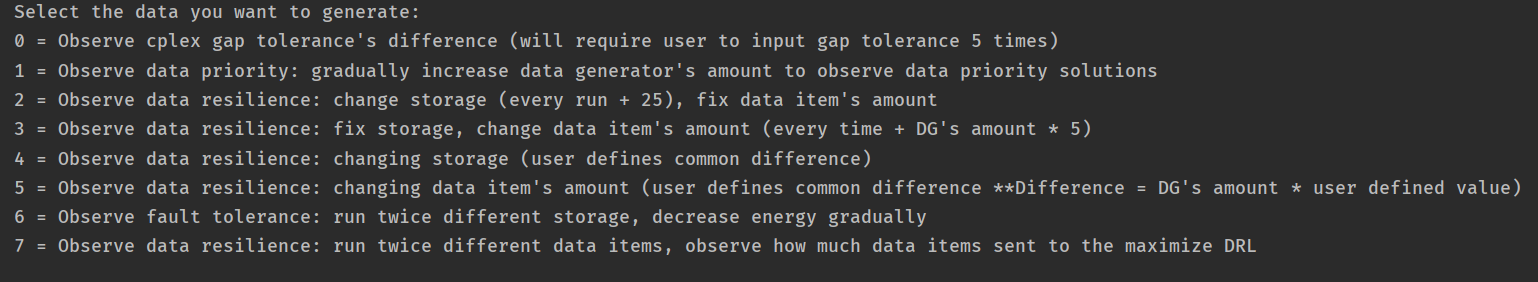 Select the data you want to generate:
0 = Observe cplex gap tolerance's difference (will require user to input gap tolerance 5 times)
1 = Observe data priority: gradually increase data generator's amount to observe data priority solutions
2 = Observe data resilience: change storage (every run + 25), fix data item's amount
3 = Observe data resilience: fix storage, change data item's amount (every time + DG's amount * 5)
4 = Observe data resilience: changing storage (user defines common difference)
5 = Observe data resilience: changing data item's amount (user defines common difference **Difference = DG's amount * user defined value)
6 = Observe fault tolerance: run twice different storage, decrease energy gradually
7 = Observe data resilience: run twice different data items, observe how much data items sent to the maximize DRL